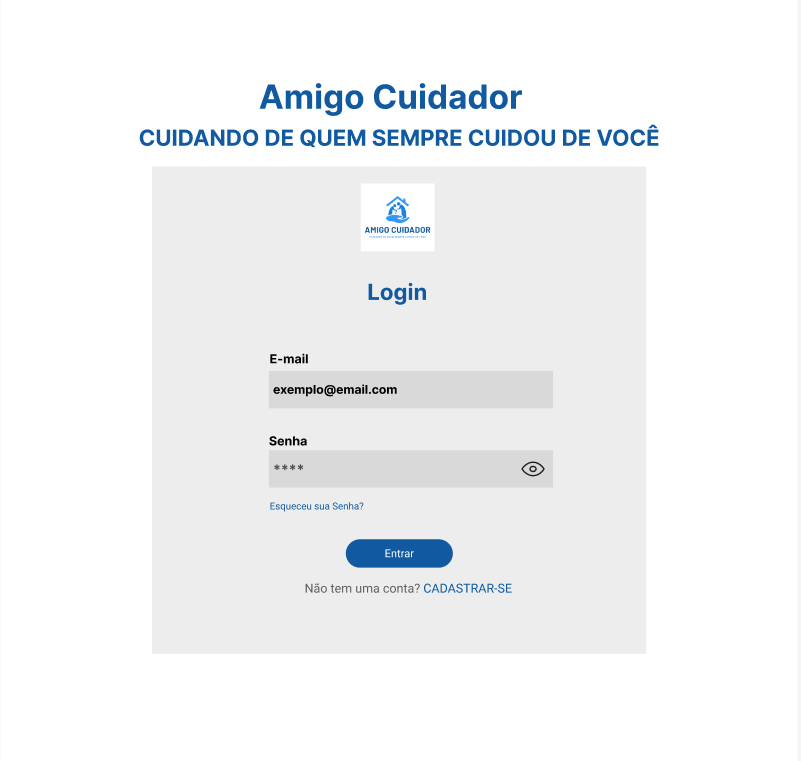 Amigo Cuidador
CUIDANDO DE QUEM SEMPRE CUIDOU DE VOCÊ
AMIGO CUIDADOR
Login
E-mail
exemplo@email.com
Senha
****
Esqueceu sua Senha?
Entrar
Não tem uma conta? CADASTRAR-SE